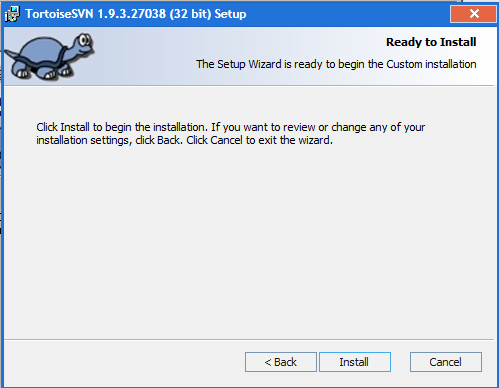 TortoiseSVN 1.9.3.27038 (32 bit) Setup
Ready to Install
The Setup Wizard is ready to begin the Custom installation
Click Install to begin the installation. If you want to review or change any of your
installation settings, click Back. Click Cancel to exit the wizard.
< Back Install Cancel